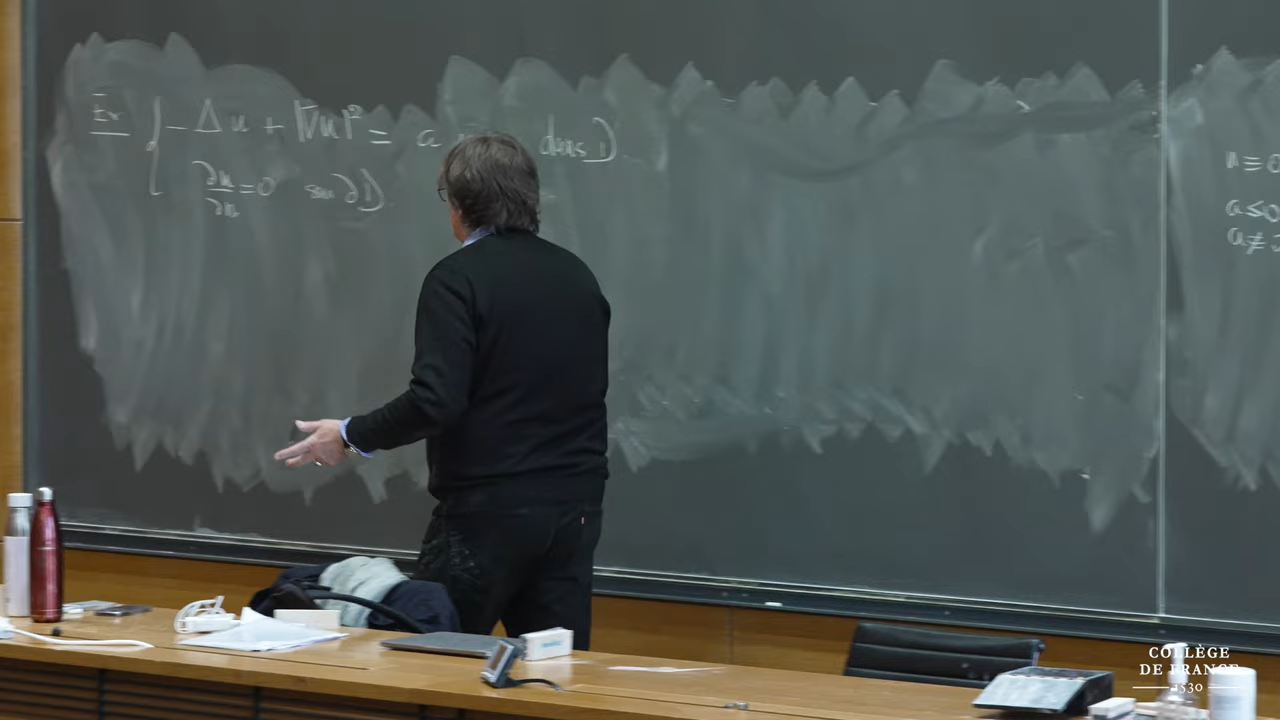 Ex { -Δu + |∇u|² = a dans D
∂u/∂n = 0 sur ∂D
u ≡ 0
a ≤ 0
a ≢
COLLÈGE
DE FRANCE
1530